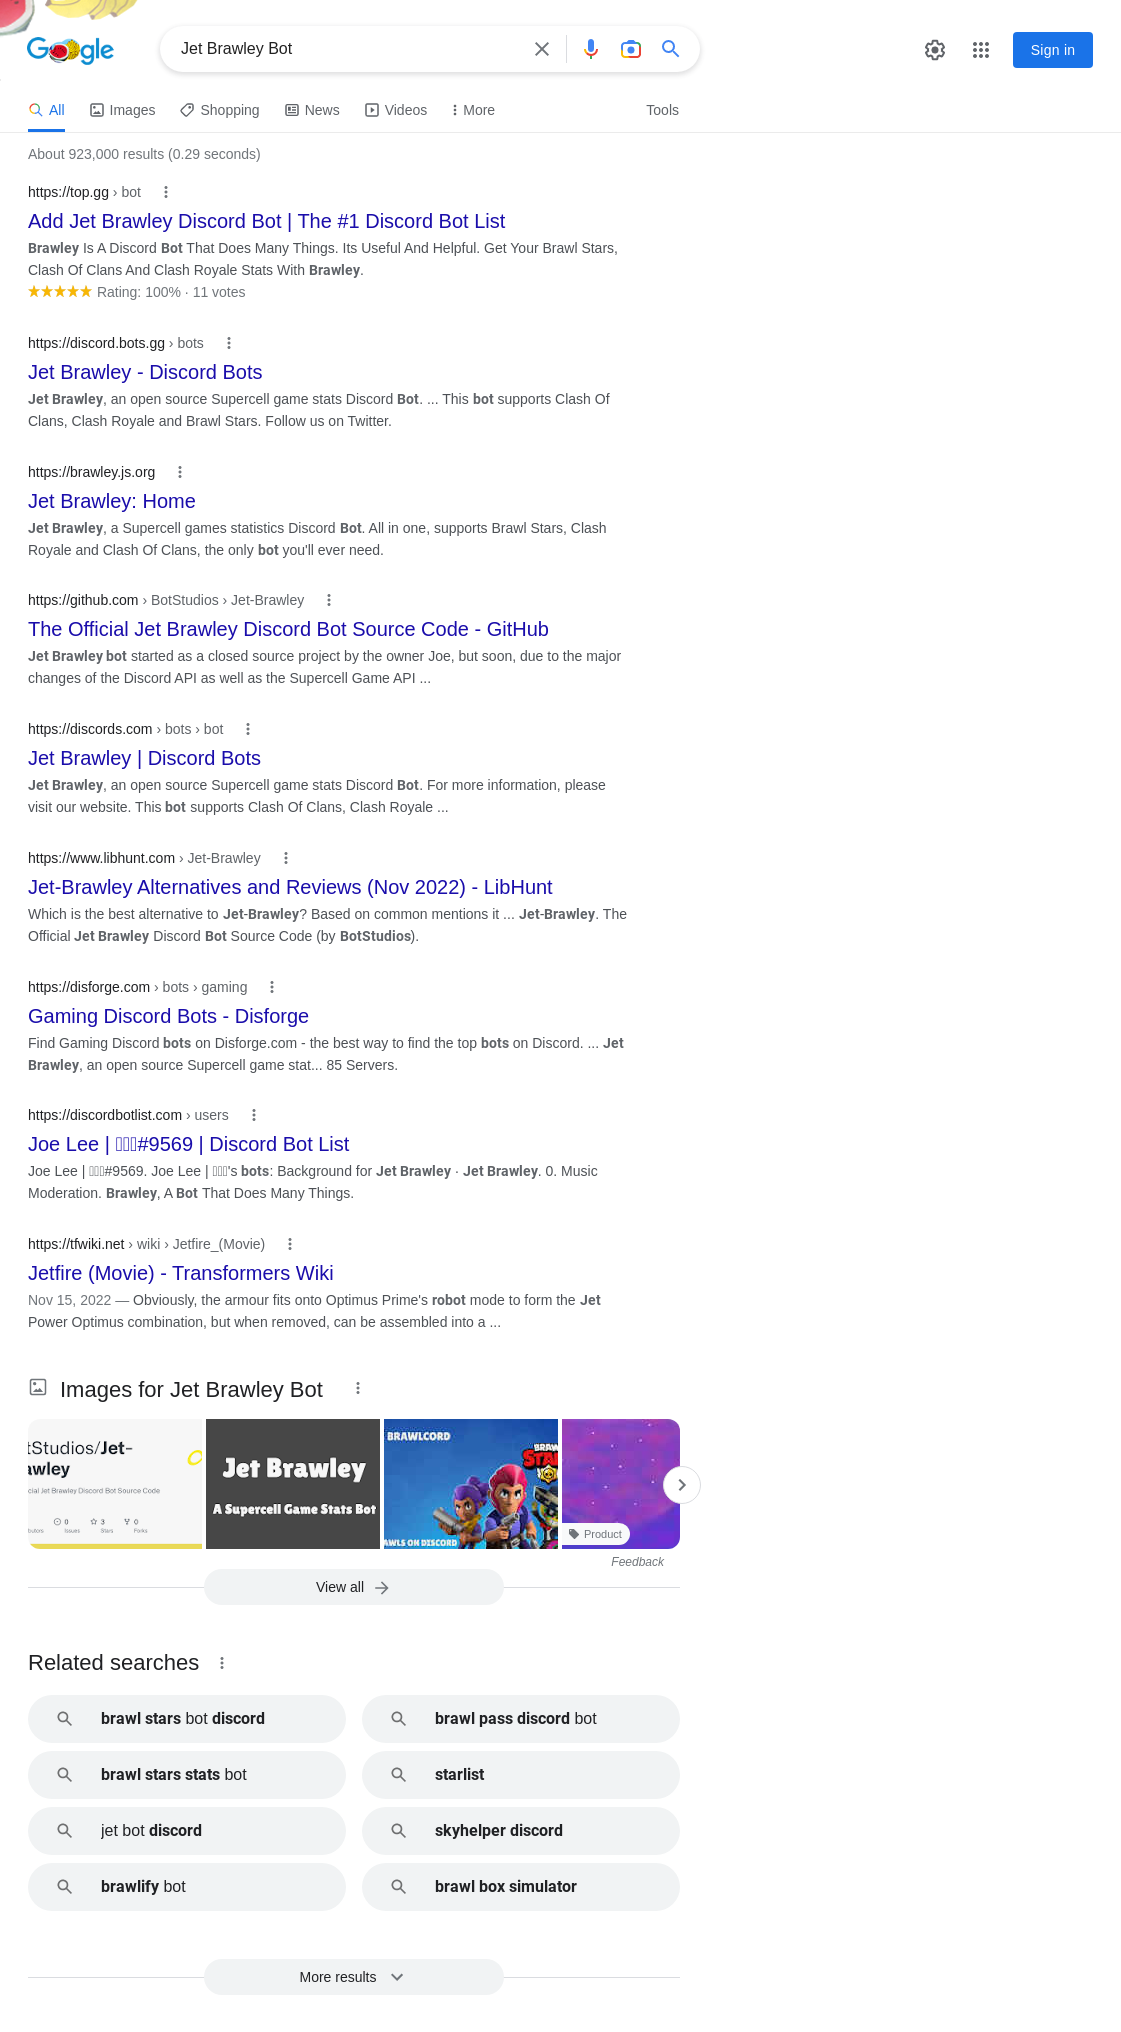 Google
Jet Brawley Bot
Sign in
All
Images
Shopping
News
Videos
More
Tools
About 923,000 results (0.29 seconds)
https://top.gg › bot
Add Jet Brawley Discord Bot | The #1 Discord Bot List
Brawley Is A Discord Bot That Does Many Things. Its Useful And Helpful. Get Your Brawl Stars,
Clash Of Clans And Clash Royale Stats With Brawley.
Rating: 100% · 11 votes
https://discord.bots.gg › bots
Jet Brawley - Discord Bots
Jet Brawley, an open source Supercell game stats Discord Bot. ... This bot supports Clash Of
Clans, Clash Royale and Brawl Stars. Follow us on Twitter.
https://brawley.js.org
Jet Brawley: Home
Jet Brawley, a Supercell games statistics Discord Bot. All in one, supports Brawl Stars, Clash
Royale and Clash Of Clans, the only bot you'll ever need.
https://github.com › BotStudios › Jet-Brawley
The Official Jet Brawley Discord Bot Source Code - GitHub
Jet Brawley bot started as a closed source project by the owner Joe, but soon, due to the major
changes of the Discord API as well as the Supercell Game API ...
https://discords.com › bots › bot
Jet Brawley | Discord Bots
Jet Brawley, an open source Supercell game stats Discord Bot. For more information, please
visit our website. This bot supports Clash Of Clans, Clash Royale ...
https://www.libhunt.com › Jet-Brawley
Jet-Brawley Alternatives and Reviews (Nov 2022) - LibHunt
Which is the best alternative to Jet-Brawley? Based on common mentions it ... Jet-Brawley. The
Official Jet Brawley Discord Bot Source Code (by BotStudios).
https://disforge.com › bots › gaming
Gaming Discord Bots - Disforge
Find Gaming Discord bots on Disforge.com - the best way to find the top bots on Discord. ... Jet
Brawley, an open source Supercell game stat... 85 Servers.
https://discordbotlist.com › users
Joe Lee | #9569 | Discord Bot List
Joe Lee | #9569. Joe Lee | 's bots: Background for Jet Brawley · Jet Brawley. 0. Music
Moderation. Brawley, A Bot That Does Many Things.
https://tfwiki.net › wiki › Jetfire_(Movie)
Jetfire (Movie) - Transformers Wiki
Nov 15, 2022 — Obviously, the armour fits onto Optimus Prime's robot mode to form the Jet
Power Optimus combination, but when removed, can be assembled into a ...
Images for Jet Brawley Bot
tStudios/Jet-
awley
cial Jet Brawley Discord Bot Source Code
0
3
0
Issues
Stars
Forks
Jet Brawley
A Supercell Game Stats Bot
BRAWLCORD
BRAWL
STARS
AWLS ON DISCORD
Product
Feedback
View all
Related searches
brawl stars bot discord
brawl pass discord bot
brawl stars stats bot
starlist
jet bot discord
skyhelper discord
brawlify bot
brawl box simulator
More results